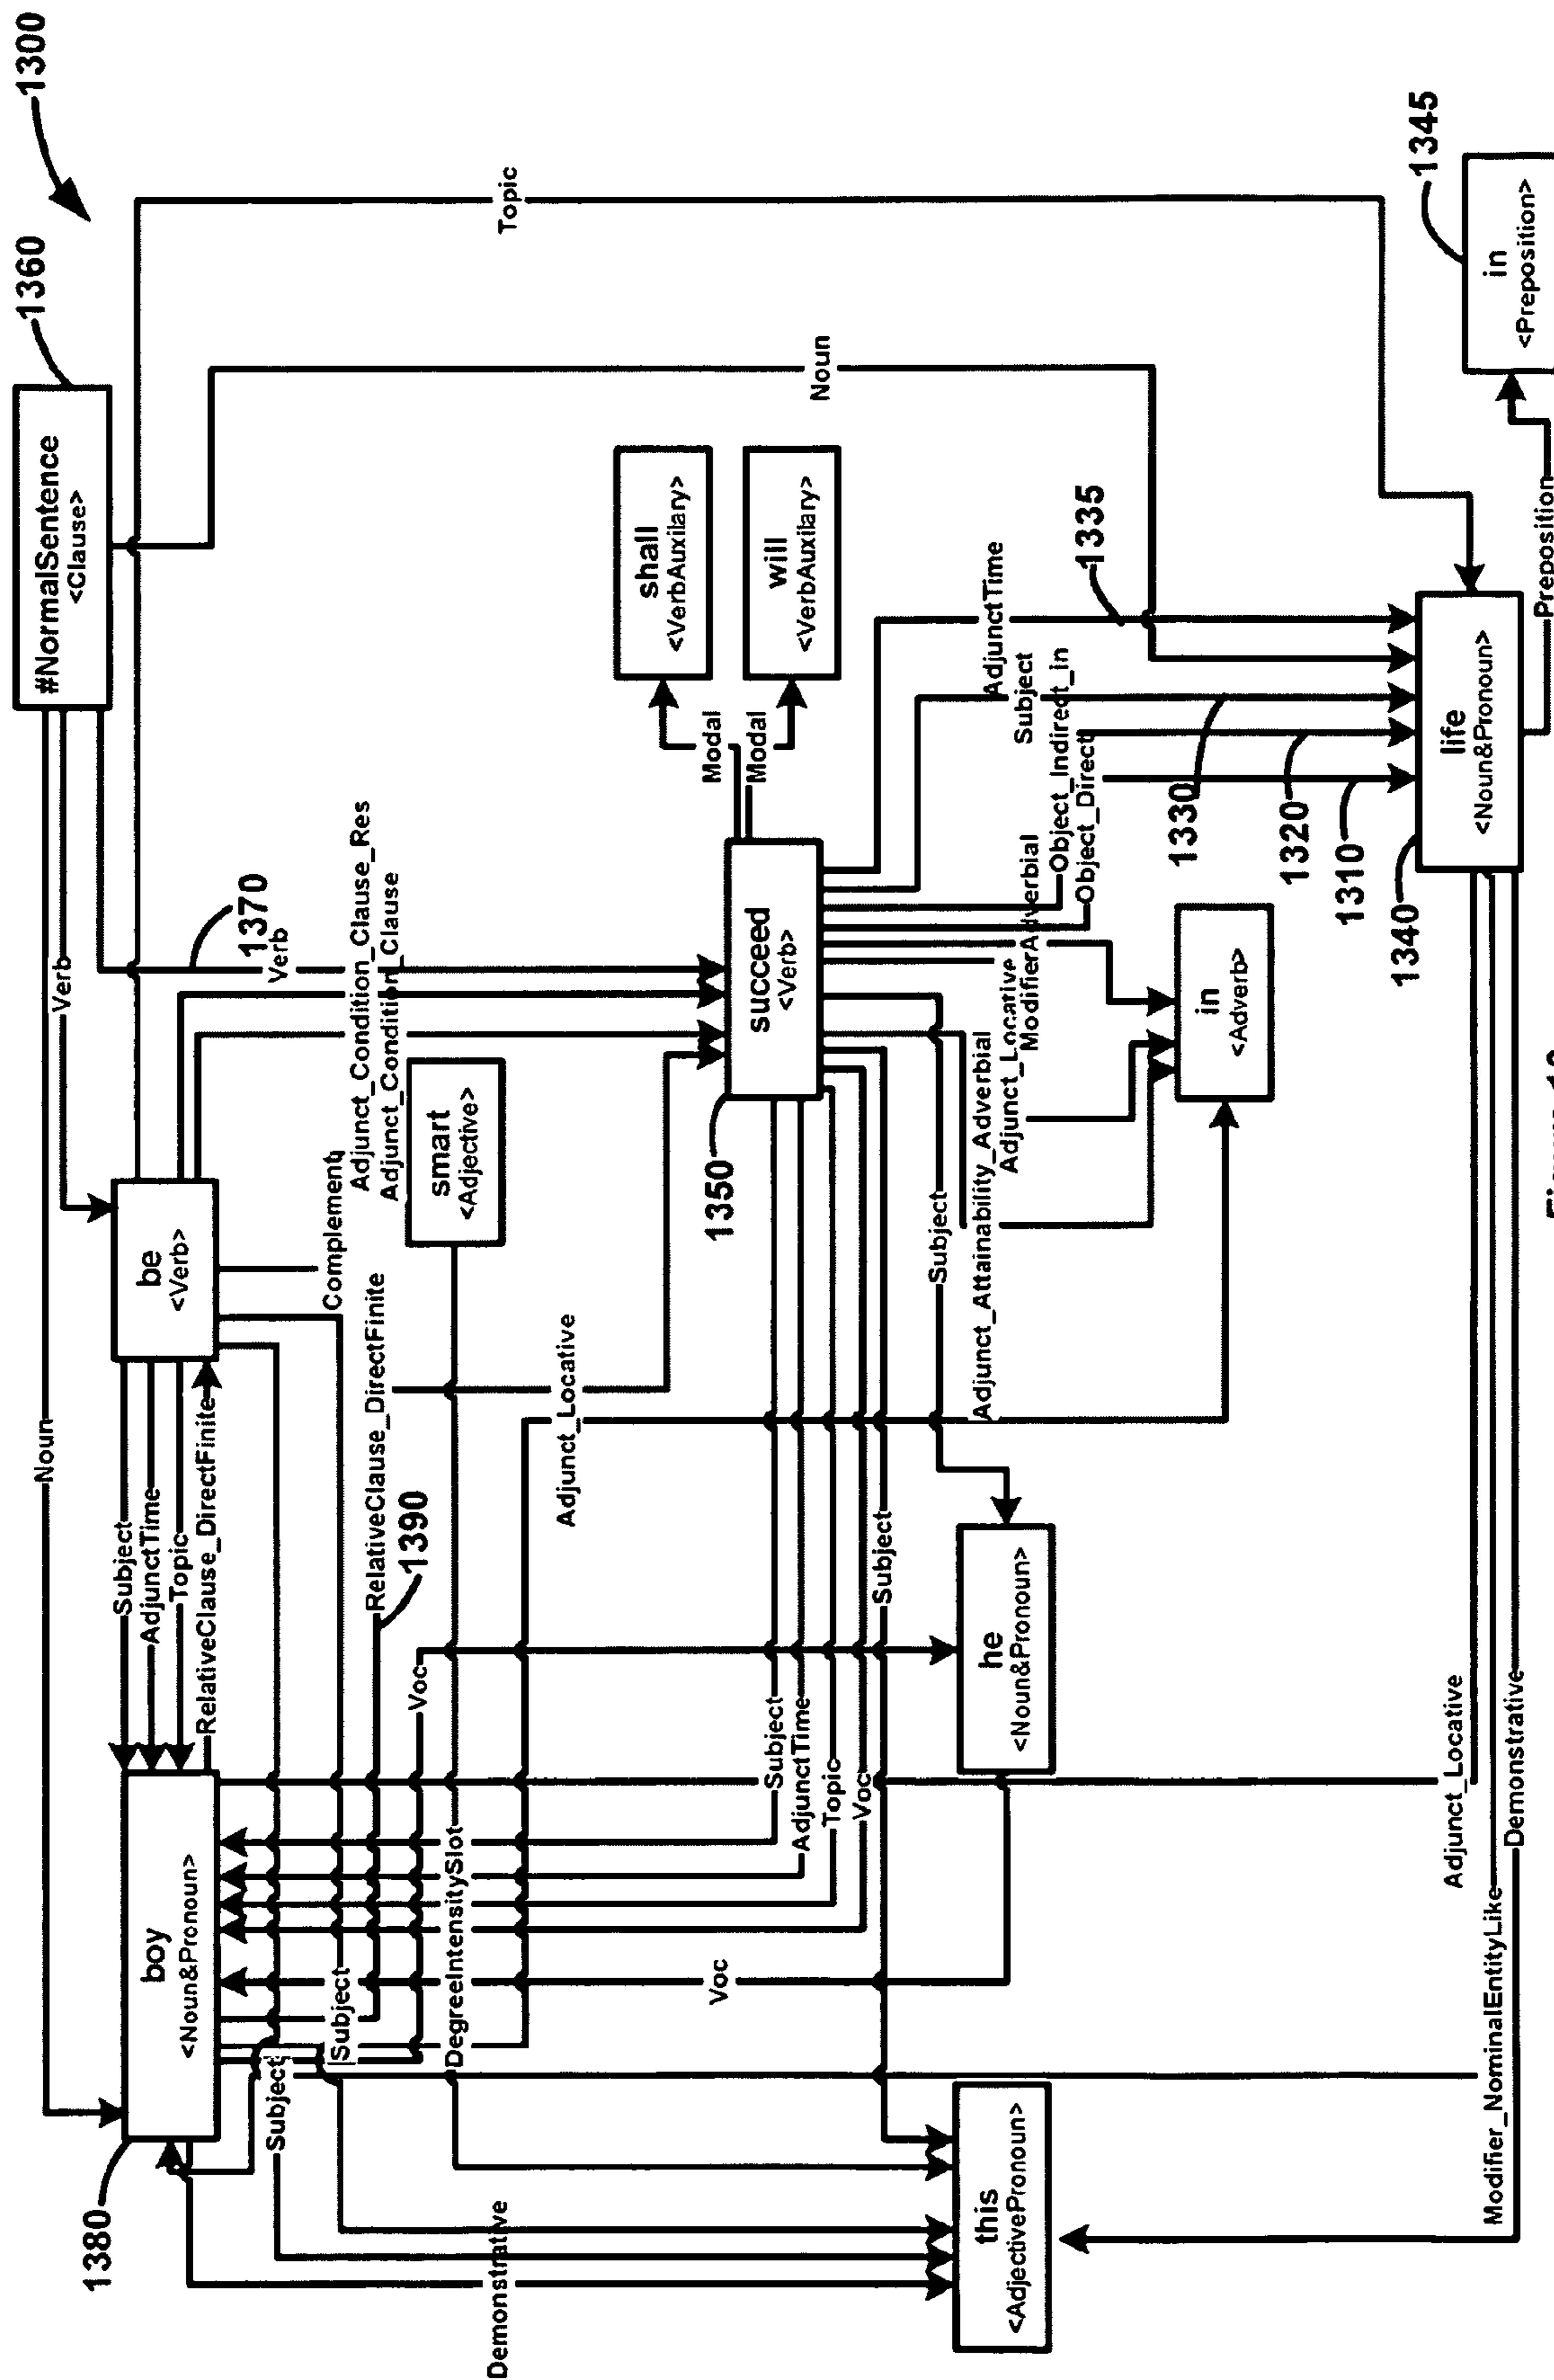 1300
1360
#NormalSentence
<Clause>
Noun
Verb
Verb
1370
Topic
Noun
be
<Verb>
Subject
AdjunctTime
Topic
RelativeClause_DirectFinite
boy
<Noun&Pronoun>
1380
Complement
Adjunct_Condition_Clause_Res
Adjunct_Condition_Clause
smart
<Adjective>
Subject
Subject
RelativeClause_DirectFinite
1390
Voc
DegreeIntensitySlot
Adjunct_Locative
Demonstrative
shall
<VerbAuxilary>
will
<VerbAuxilary>
Modal
Modal
succeed
<Verb>
1350
Subject
AdjunctTime
Topic
Voc
Subject
Voc
Subject
Adjunct_Attainability_Adverbial
Adjunct_Locative
ModifierAdverbial
AdjunctTime
Subject
Object_Indirect_in
Object_Direct
1335
1330
1320
1310
1340
he
<Noun&Pronoun>
this
<AdjectivePronoun>
in
<Adverb>
life
<Noun&Pronoun>
in
<Preposition>
1345
Preposition
Adjunct_Locative
Modifier_NominalEntityLike
Demonstrative